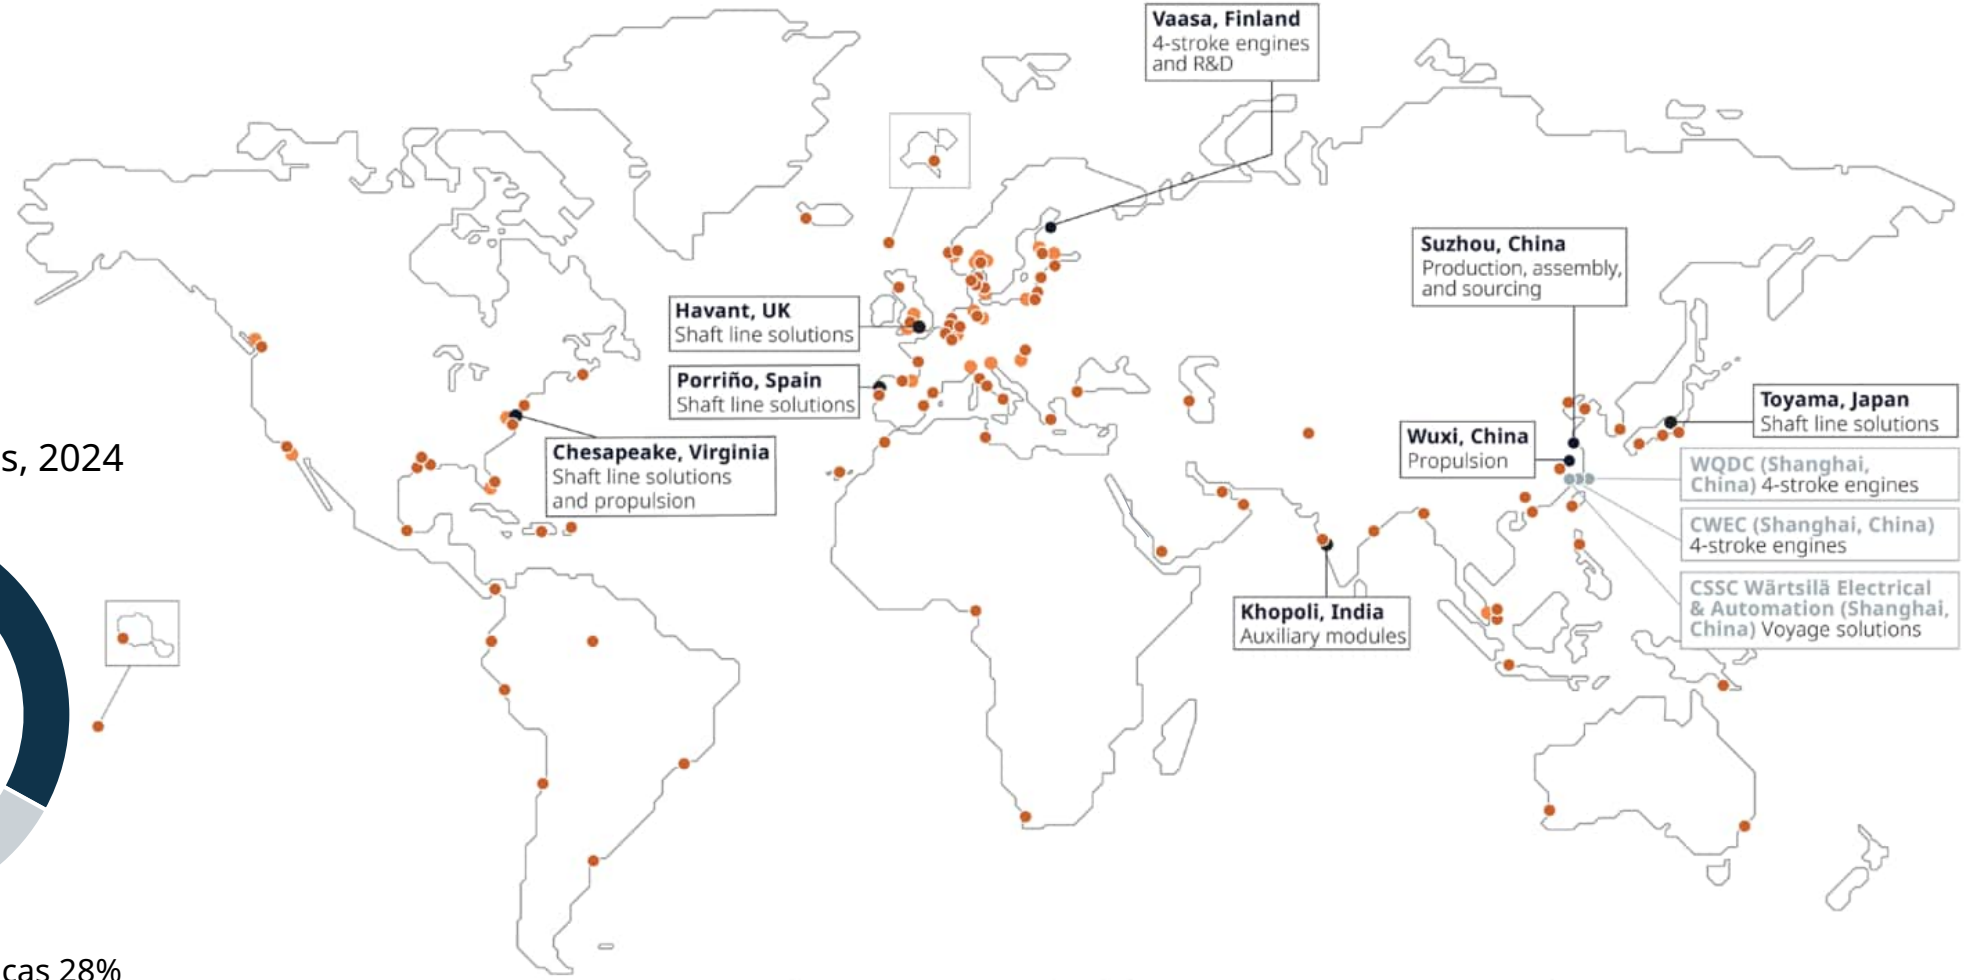 Vaasa, Finland
4-stroke engines
and R&D
Suzhou, China
Production, assembly,
and sourcing
Havant, UK
Shaft line solutions
Porriño, Spain
Shaft line solutions
Toyama, Japan
Shaft line solutions
Wuxi, China
Propulsion
Chesapeake, Virginia
Shaft line solutions
and propulsion
s, 2024
WQDC (Shanghai,
China) 4-stroke engines
CWEC (Shanghai, China)
4-stroke engines
CSSC Wärtsilä Electrical
& Automation (Shanghai,
China) Voyage solutions
Khopoli, India
Auxiliary modules
cas 28%